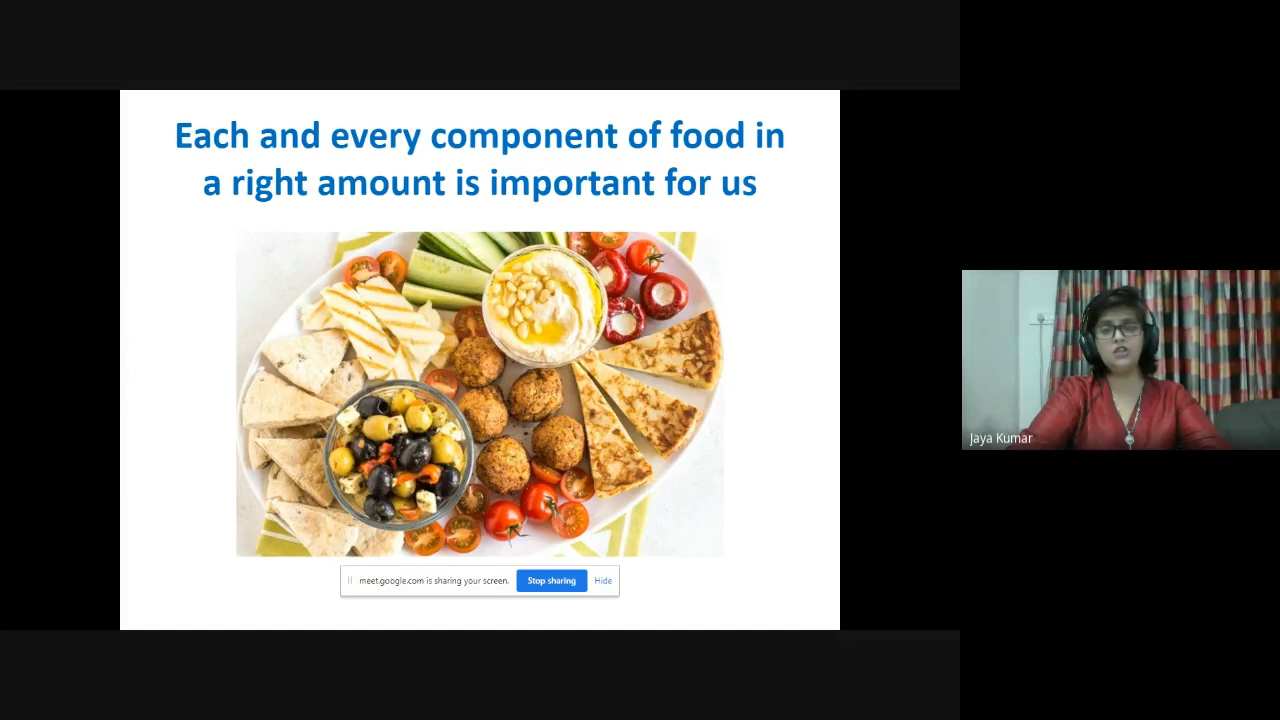 Each and every component of food in
a right amount is important for us
meet.google.com is sharing your screen.
Stop sharing
Hide
Jaya Kumar